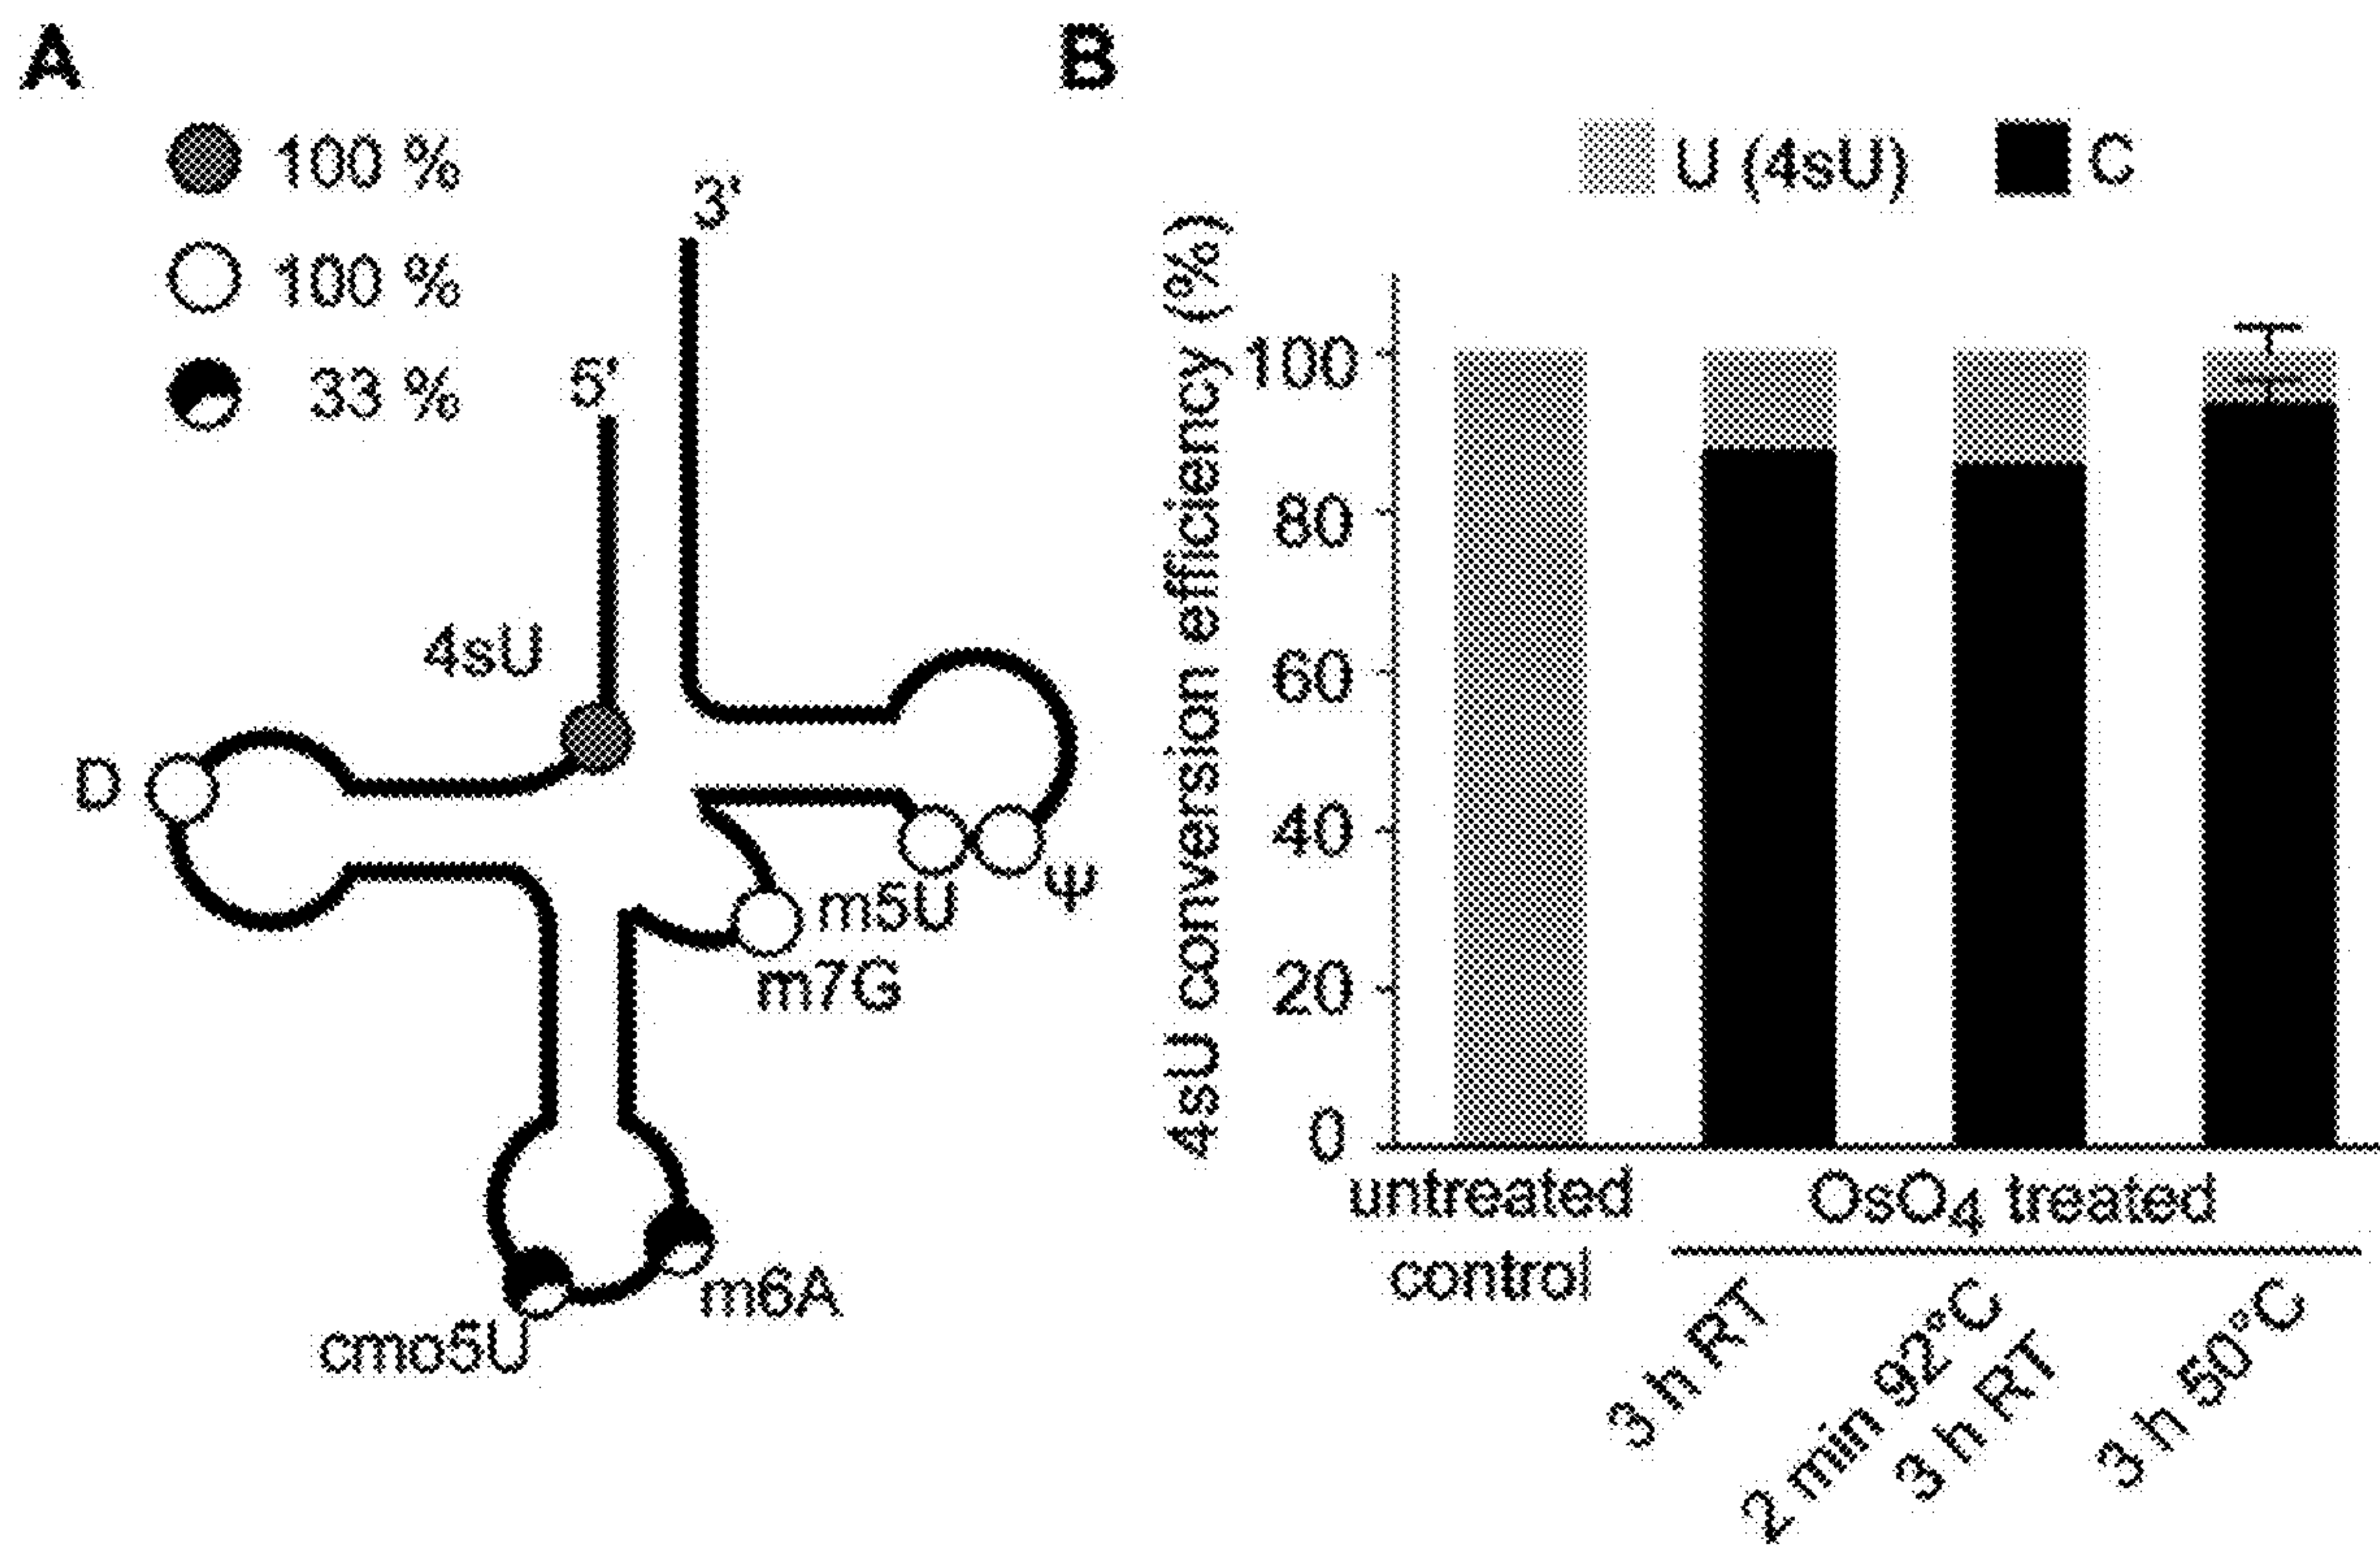 A
100 %
100 %
33 %
3'
5'
4sU
D
m5U
Ψ
m7G
m6A
cmo5U
B
U (4sU)
C
4sU conversion efficiency (%)
100
80
60
40
20
0
untreated
control
OsO₄ treated
3 h RT
2 min 92°C
3 h RT
3 h 50°C